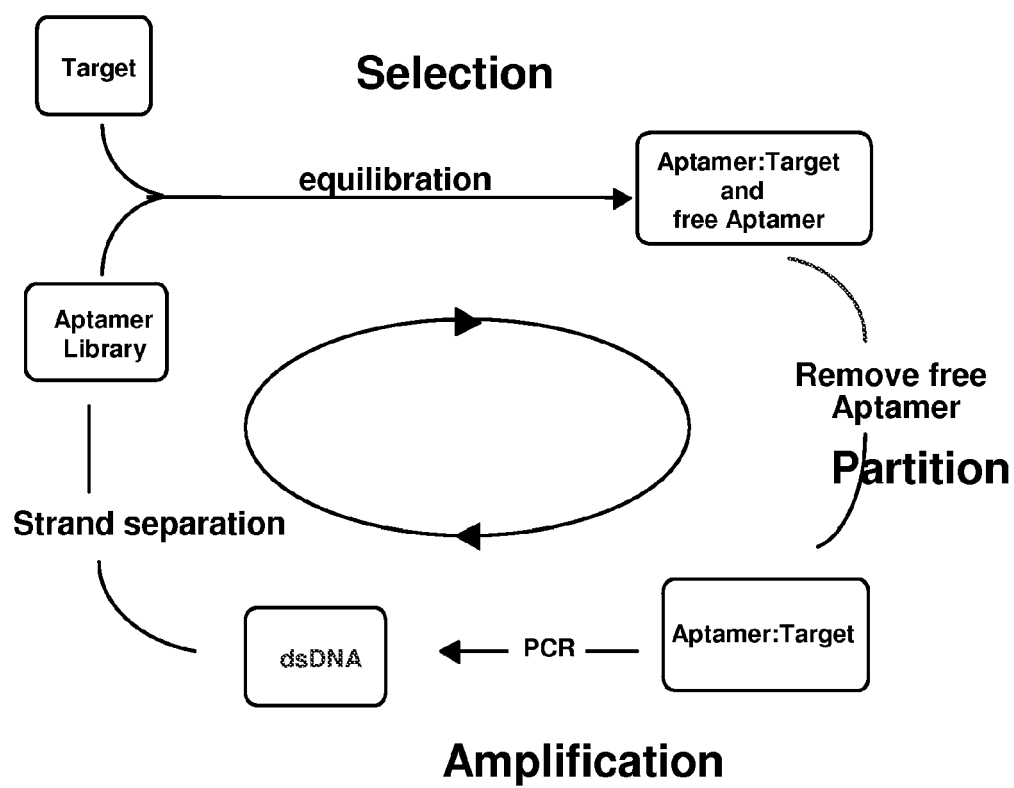 Target
Selection
equilibration
Aptamer:Target
and
free Aptamer
Aptamer
Library
Remove free
Aptamer
Partition
Strand separation
dsDNA
PCR
Aptamer:Target
Amplification